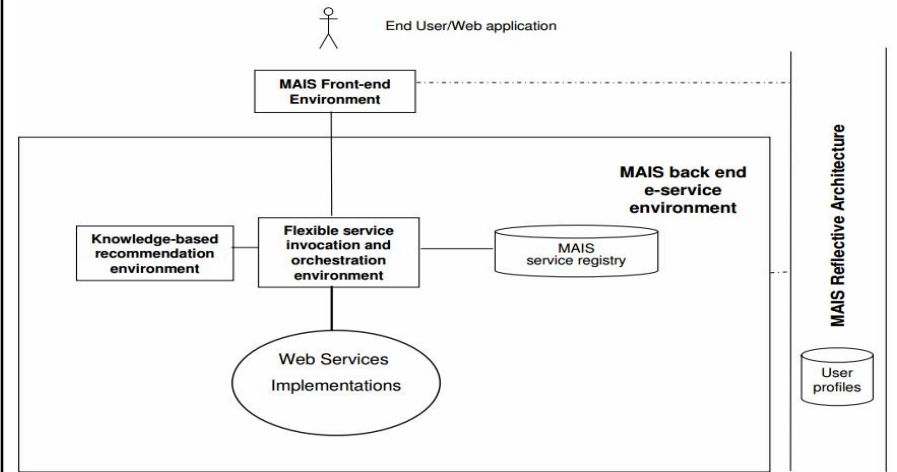 End User/Web application
MAIS Front-end
Environment
MAIS back end
e-service
environment
Knowledge-based
recommendation
environment
Flexible service
invocation and
orchestration
environment
MAIS
service registry
Web Services
Implementations
MAIS Reflective Architecture
User
profiles